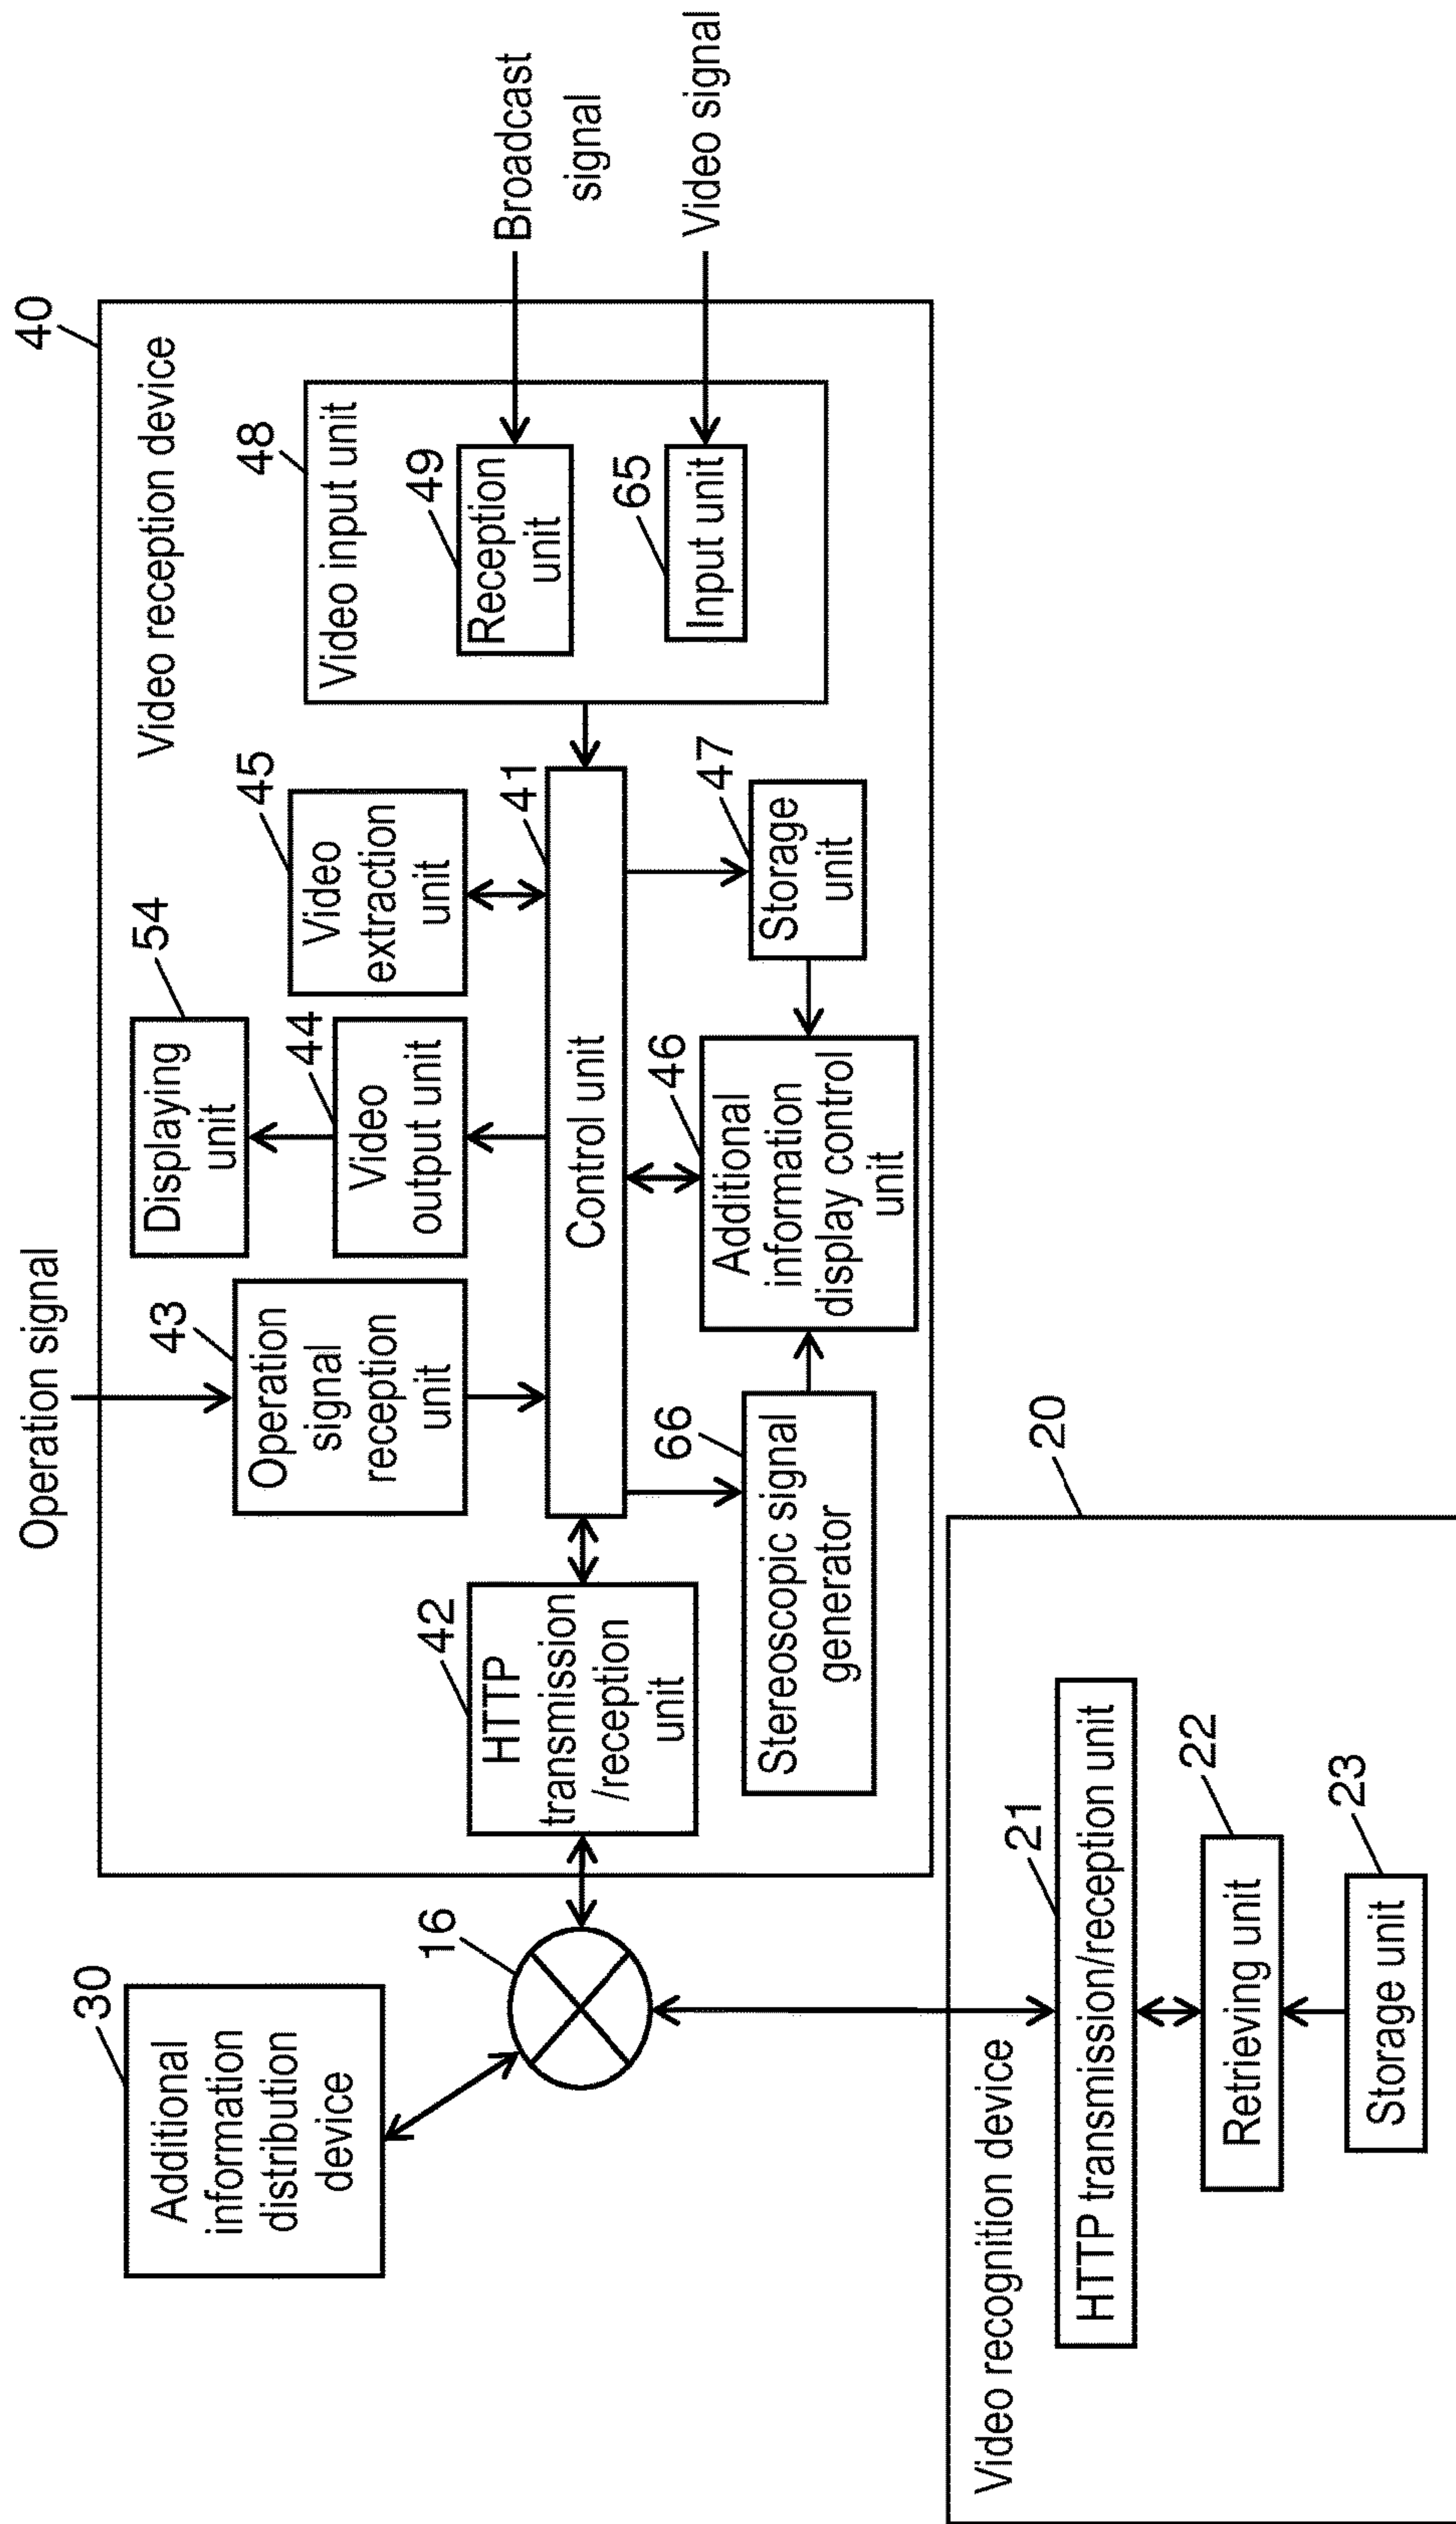 Operation signal
40
Video reception device
43
Operation
signal
reception
unit
54
Displaying
unit
44
Video
output unit
45
Video
extraction
unit
48
Video input unit
49
Reception
unit
65
Input unit
Broadcast
signal
Video signal
41
Control unit
42
HTTP
transmission
/reception
unit
66
Stereoscopic signal
generator
46
Additional
information
display control
unit
47
Storage
unit
30
Additional
information
distribution
device
16
20
Video recognition device
21
HTTP transmission/reception unit
22
Retrieving unit
23
Storage unit